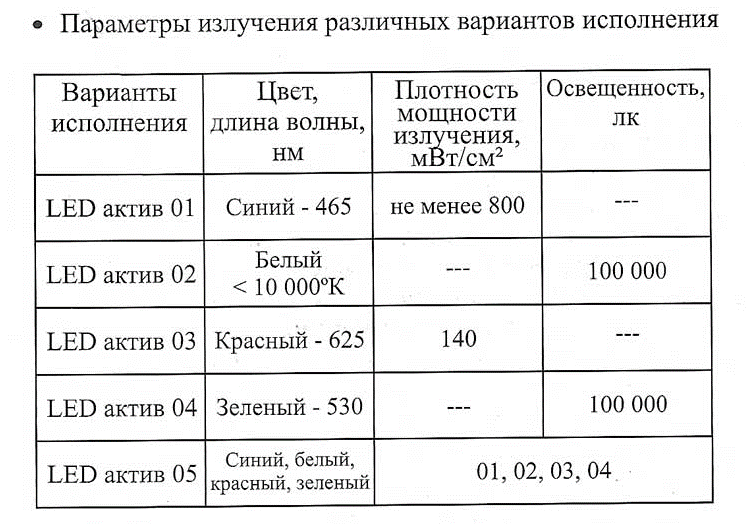 • Параметры излучения различных вариантов исполнения
Варианты исполнения | Цвет, длина волны, нм | Плотность мощности излучения, мВт/см² | Освещенность, лк
LED актив 01 | Синий - 465 | не менее 800 | ---
LED актив 02 | Белый < 10 000ºК | --- | 100 000
LED актив 03 | Красный - 625 | 140 | ---
LED актив 04 | Зеленый - 530 | --- | 100 000
LED актив 05 | Синий, белый, красный, зеленый | 01, 02, 03, 04